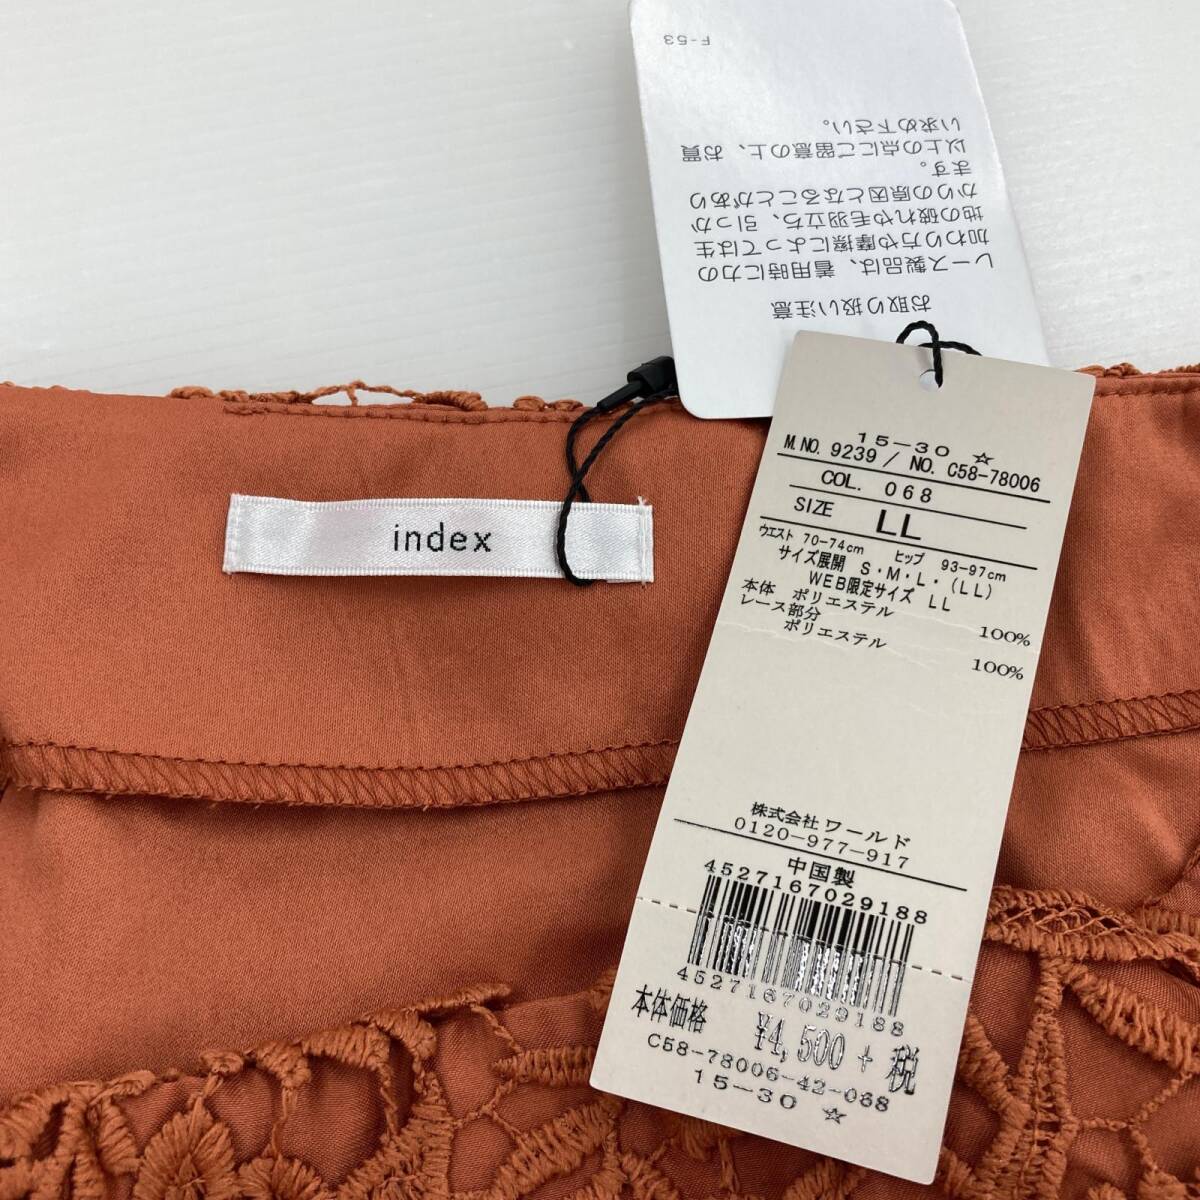 お取り扱い注意
レース製品は、着用時に力の
加わり方や摩擦によっては生
地の破れや毛羽立ち、引っか
かりの原因となることがあり
ます。
以上の点にご留意の上、お買
い求め下さい。
F-53
index
15-30 ☆
M.NO. 9239 / NO. C58-78006
COL. 068
SIZE LL
ウエスト 70-74cm ヒップ 93-97cm
サイズ展開 S・M・L・(LL)
WEB限定サイズ LL
本体 ポリエステル 100%
レース部分
ポリエステル 100%
株式会社ワールド
0120-977-917
中国製
4527167029188
4527167029188
本体価格 ¥4,500+税
C58-78006-42-068
15-30 ☆